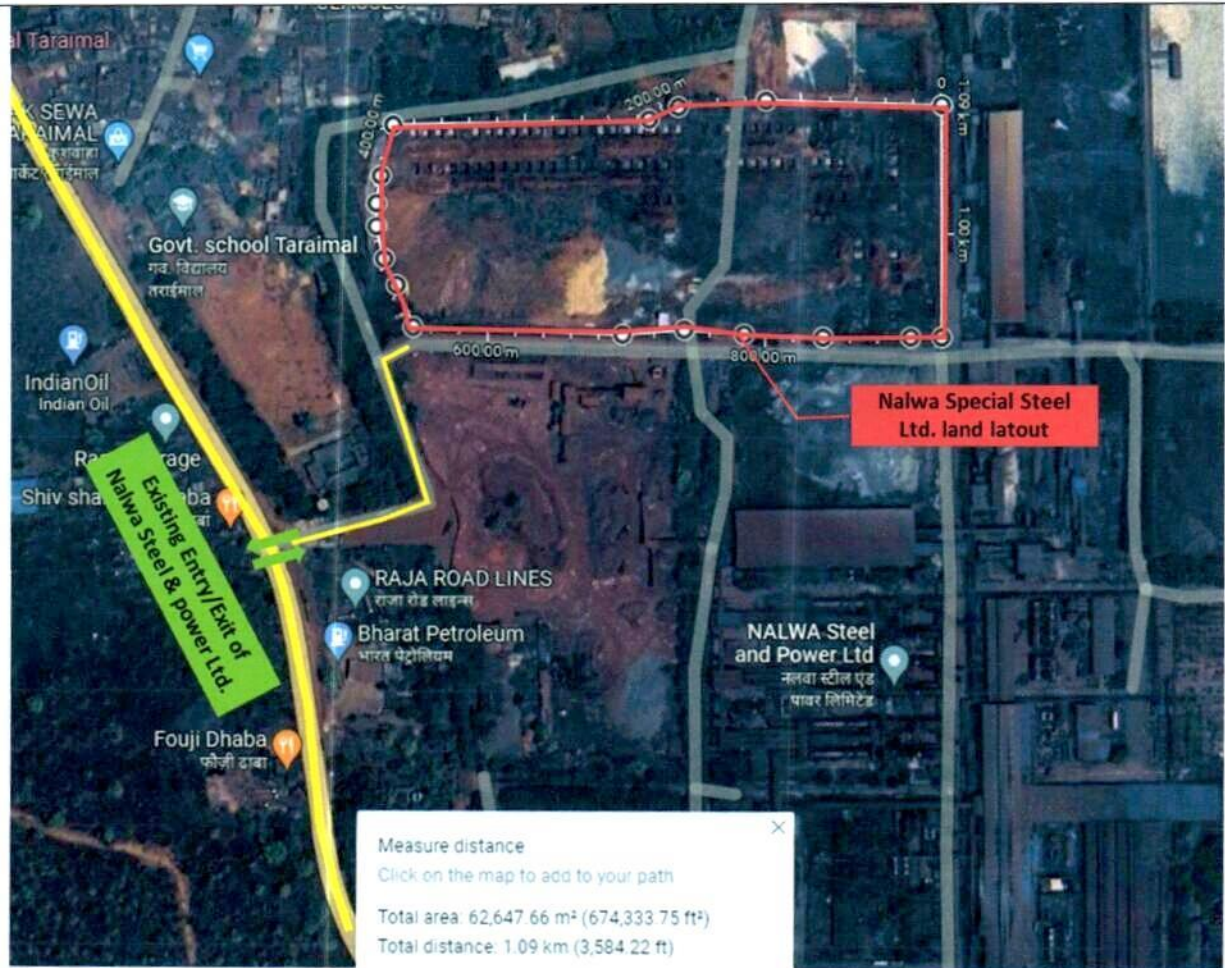 al Taraimal
K SEWA
कुशवाहा
Govt. school Taraimal
गव. विद्यालय
तराईमाल
IndianOil
Indian Oil
Shiv sha
Existing Entry/Exit of
Nalwa Steel & power Ltd.
RAJA ROAD LINES
राजा रोड लाइन्स
Bharat Petroleum
भारत पेट्रोलियम
Fouji Dhaba
फौजी ढाबा
200.00 m
400.00 m
0
1.09 km
1.00 km
600.00 m
800.00 m
Nalwa Special Steel
Ltd. land latout
NALWA Steel
and Power Ltd
नलवा स्टील एंड
पावर लिमिटेड
Measure distance
Click on the map to add to your path
Total area: 62,647.66 m² (674,333.75 ft²)
Total distance: 1.09 km (3,584.22 ft)